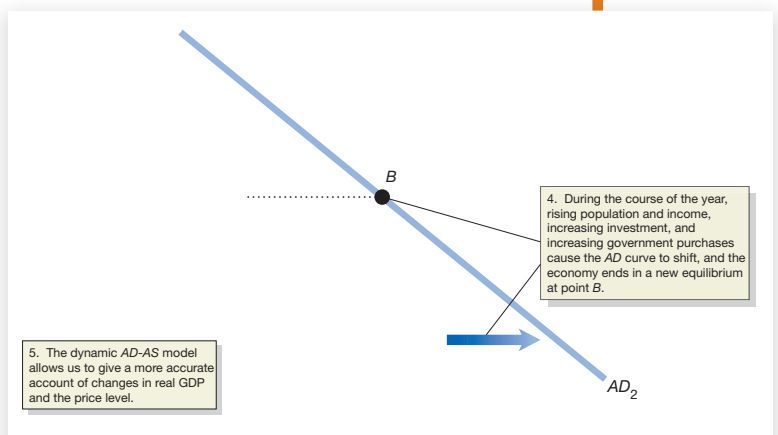 B
4. During the course of the year,
rising population and income,
increasing investment, and
increasing government purchases
cause the AD curve to shift, and the
economy ends in a new equilibrium
at point B.
5. The dynamic AD-AS model
allows us to give a more accurate
account of changes in real GDP
and the price level.
AD2